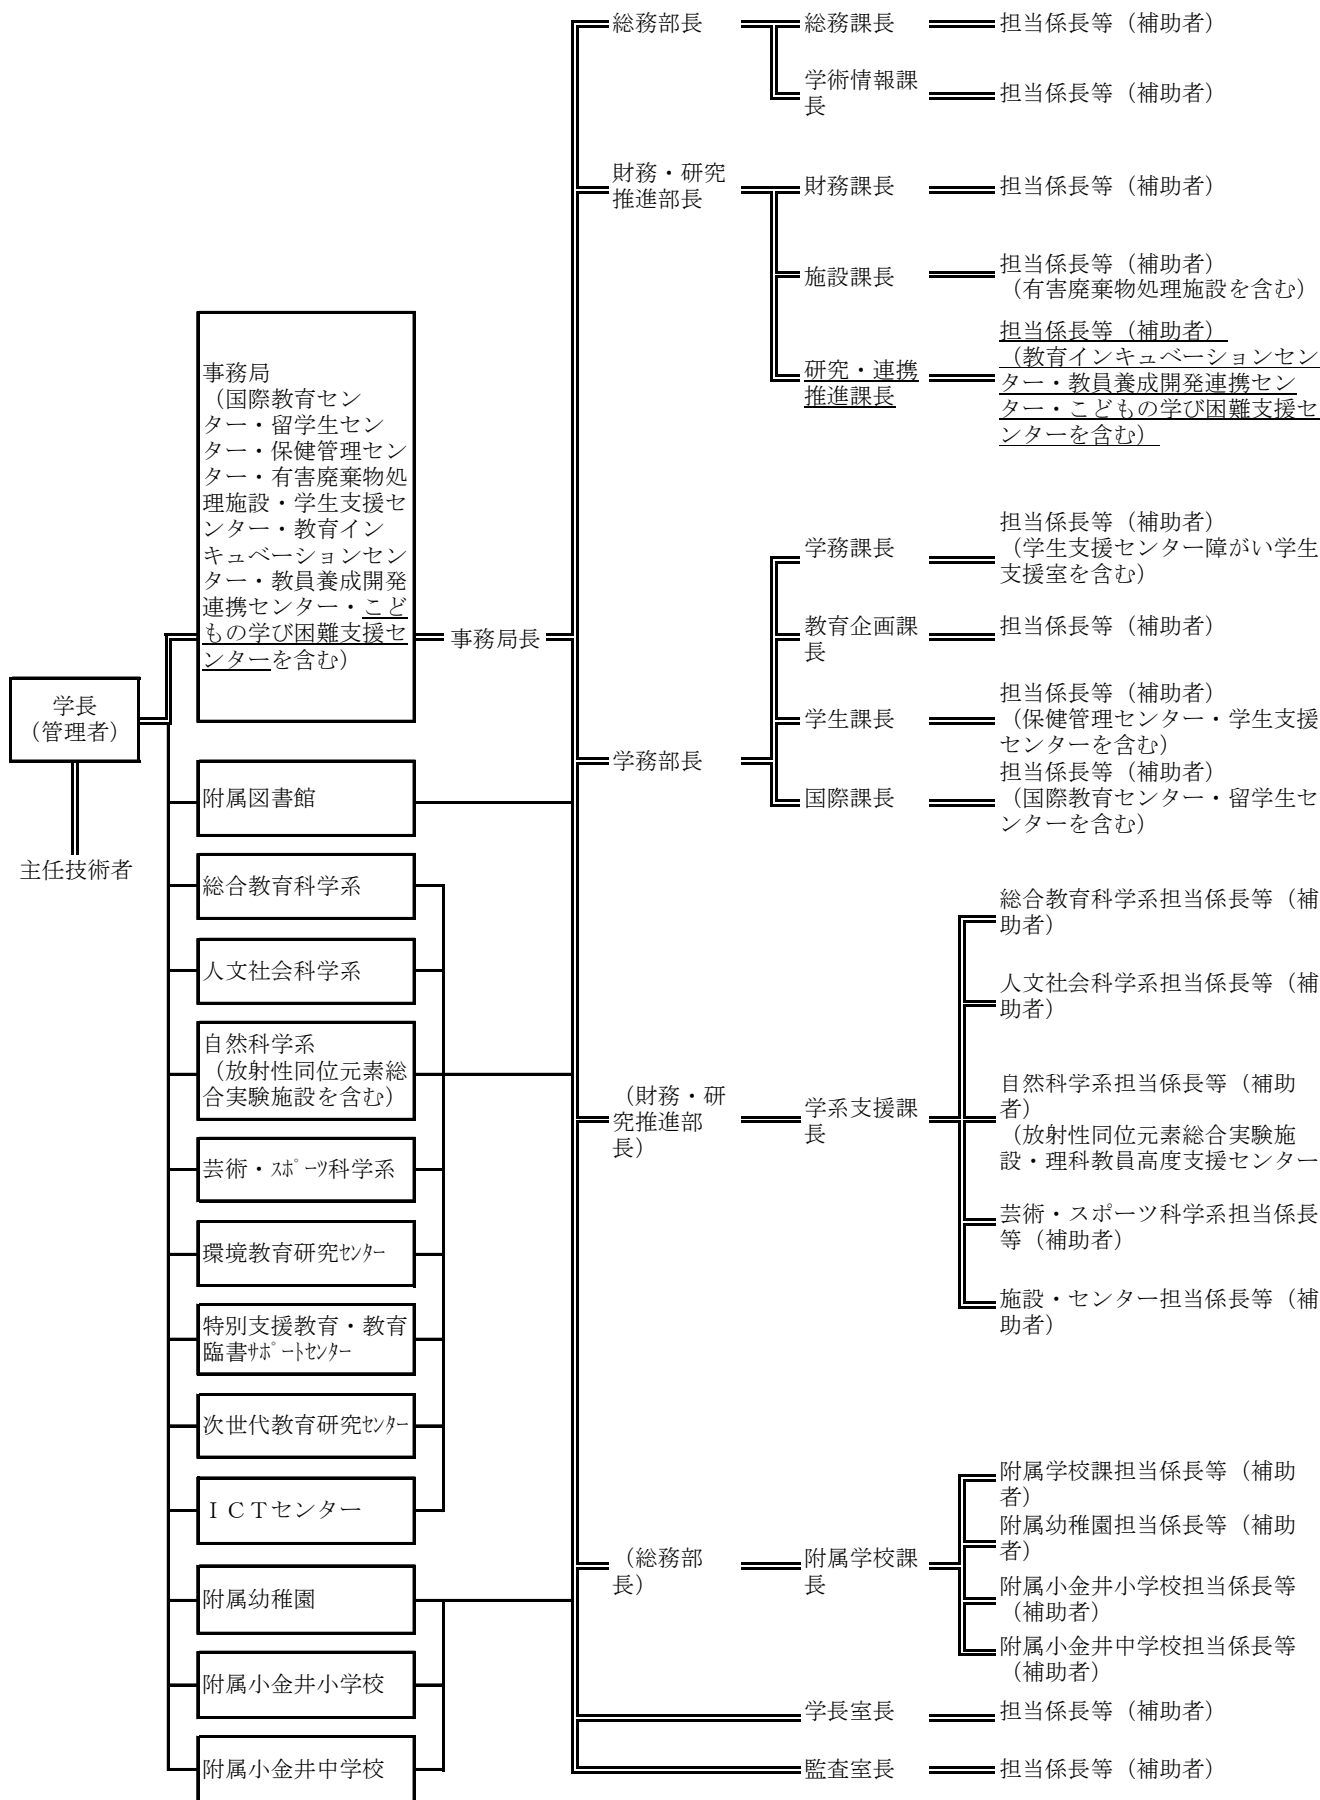 総務部長
総務課長
担当係長等（補助者）
学術情報課
長
担当係長等（補助者）
財務・研究
推進部長
財務課長
担当係長等（補助者）
施設課長
担当係長等（補助者）
（有害廃棄物処理施設を含む）
研究・連携
推進課長
担当係長等（補助者）
（教育インキュベーションセン
ター・教員養成開発連携セン
ター・こどもの学び困難支援セ
ンターを含む）
事務局
（国際教育セン
ター・留学生セン
ター・保健管理セン
ター・有害廃棄物処
理施設・学生支援セ
ンター・教育イン
キュベーションセン
ター・教員養成開発
連携センター・こど
もの学び困難支援セ
ンターを含む）
事務局長
学長
（管理者）
主任技術者
学務部長
学務課長
担当係長等（補助者）
（学生支援センター障がい学生
支援室を含む）
教育企画課
長
担当係長等（補助者）
学生課長
担当係長等（補助者）
（保健管理センター・学生支援
センターを含む）
国際課長
担当係長等（補助者）
（国際教育センター・留学生セ
ンターを含む）
附属図書館
総合教育科学系
人文社会科学系
自然科学系
（放射性同位元素総
合実験施設を含む）
芸術・ｽﾎﾟｰﾂ科学系
環境教育研究ｾﾝﾀｰ
特別支援教育・教育
臨書ｻﾎﾟｰﾄｾﾝﾀｰ
次世代教育研究ｾﾝﾀｰ
ＩＣＴセンター
附属幼稚園
附属小金井小学校
附属小金井中学校
（財務・研
究推進部
長）
学系支援課
長
総合教育科学系担当係長等（補
助者）
人文社会科学系担当係長等（補
助者）
自然科学系担当係長等（補助
者）
（放射性同位元素総合実験施
設・理科教員高度支援センター
芸術・スポーツ科学系担当係長
等（補助者）
施設・センター担当係長等（補
助者）
（総務部
長）
附属学校課
長
附属学校課担当係長等（補助
者）
附属幼稚園担当係長等（補助
者）
附属小金井小学校担当係長等
（補助者）
附属小金井中学校担当係長等
（補助者）
学長室長
担当係長等（補助者）
監査室長
担当係長等（補助者）